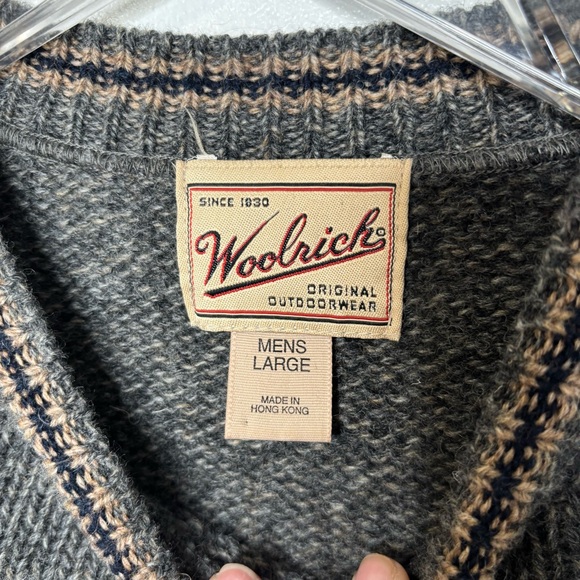 SINCE 1830
Woolrich
ORIGINAL
OUTDOORWEAR
MENS
LARGE
MADE IN
HONG KONG